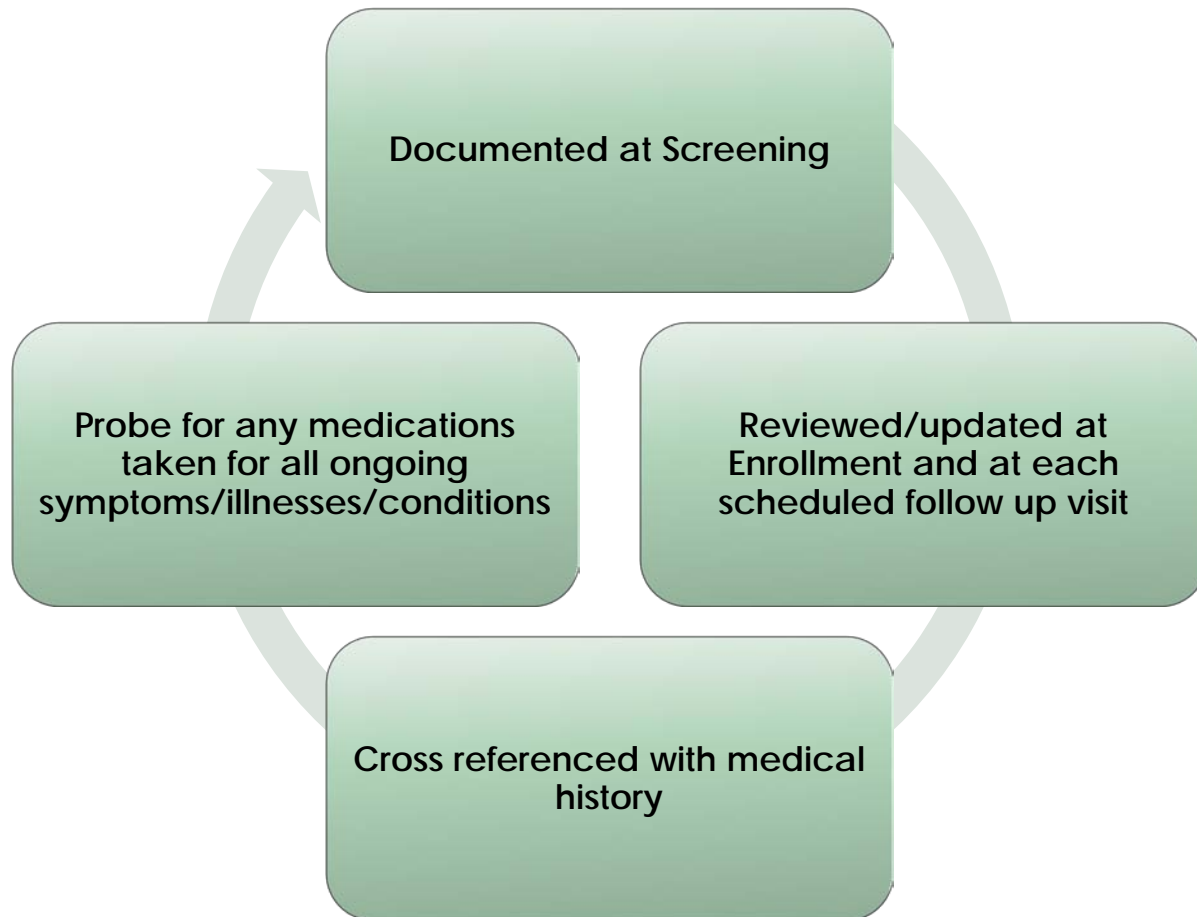 Documented at Screening
Reviewed/updated at
Enrollment and at each
scheduled follow up visit
Cross referenced with medical
history
Probe for any medications
taken for all ongoing
symptoms/illnesses/conditions